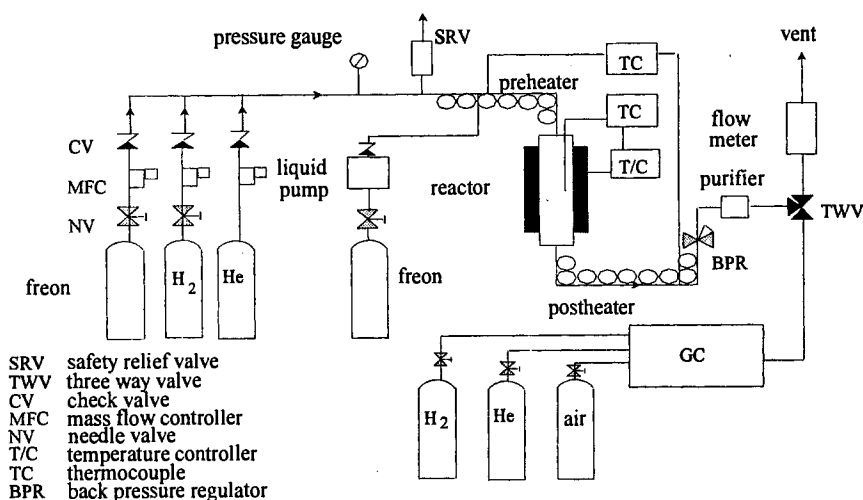 pressure gauge
SRV
vent
TC
preheater
TC
flow
meter
CV
liquid
pump
MFC
reactor
T/C
purifier
NV
TWV
freon
H2
He
freon
BPR
postheater
GC
H2
He
air
SRV safety relief valve
TWV three way valve
CV check valve
MFC mass flow controller
NV needle valve
T/C temperature controller
TC thermocouple
BPR back pressure regulator